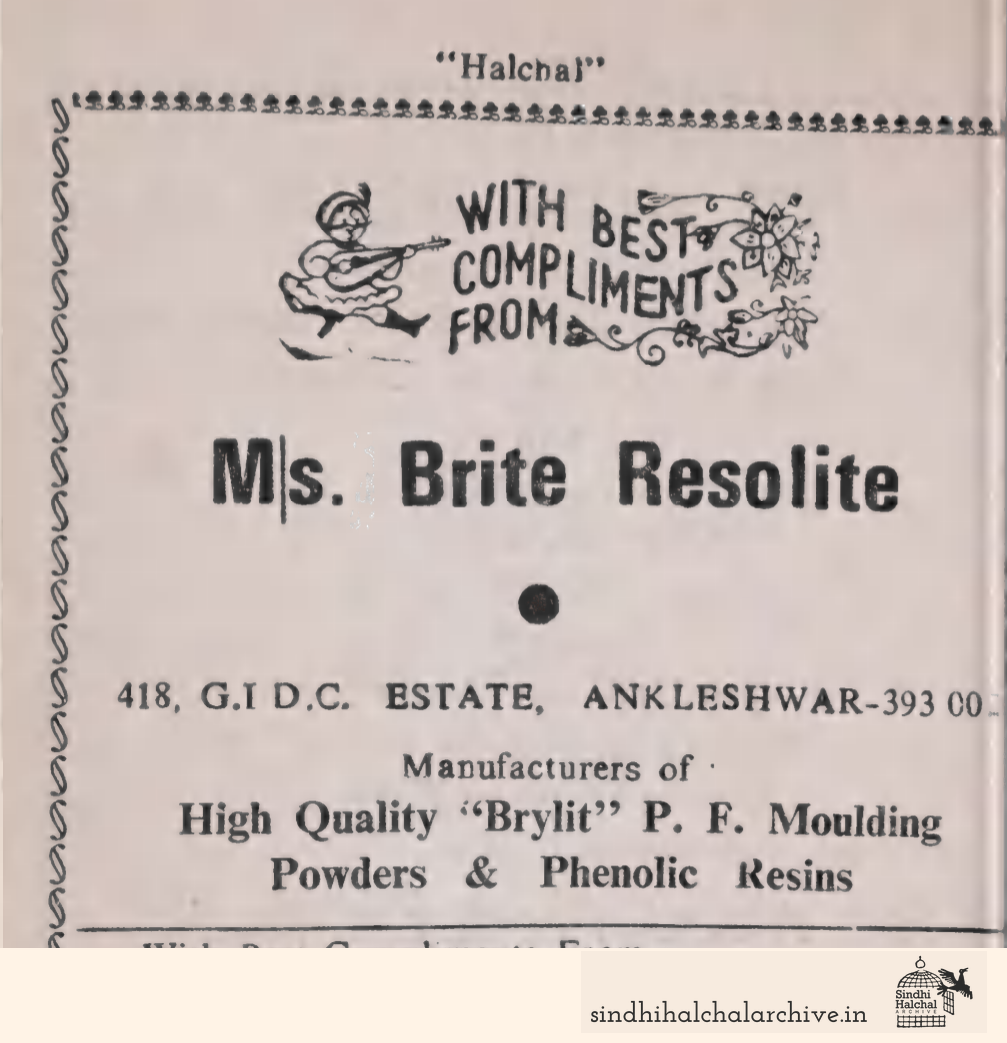 “Halchal”
WITH BEST
COMPLIMENTS
FROM
M|s. Brite Resolite
418, G.I D.C. ESTATE, ANKLESHWAR-393 00
Manufacturers of
High Quality “Brylit” P. F. Moulding
Powders & Phenolic Resins
sindhihalchalarchive.in
Sindhi
Halchal
ARCHIVE